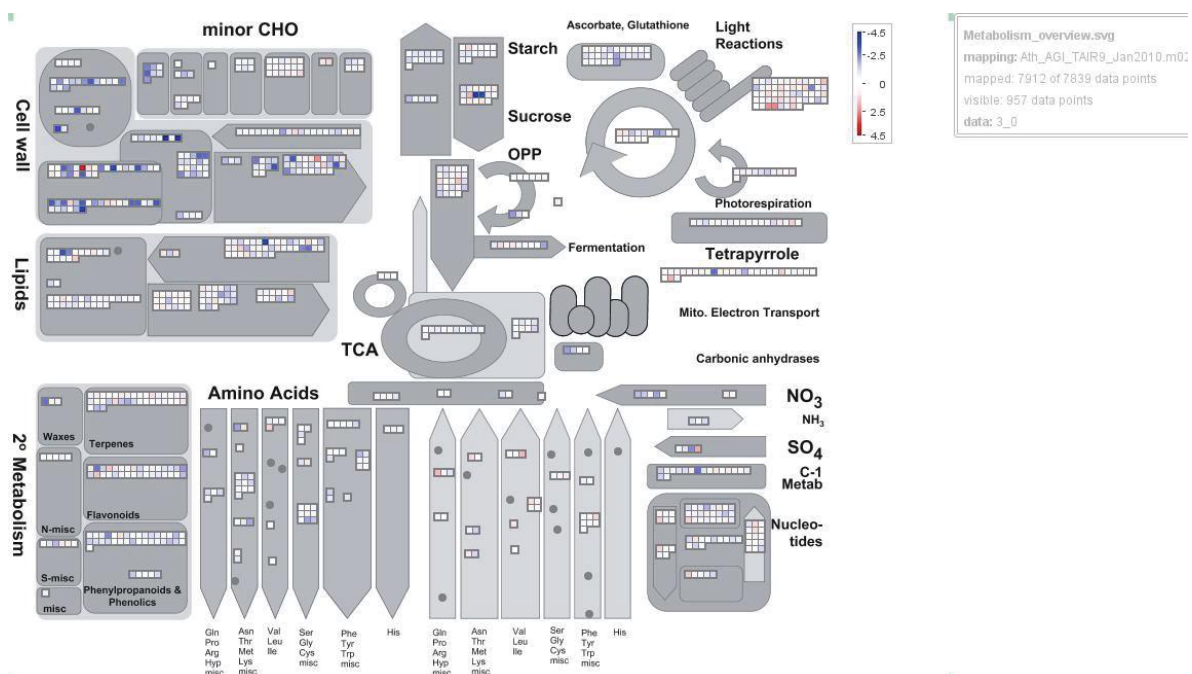 minor CHO
Ascorbate, Glutathione
Light
Reactions
Starch
Sucrose
OPP
Cell wall
-4.5
-2.5
0
2.5
4.5
Metabolism_overview.svg
mapping: Ath_AGI_TAIR9_Jan2010.m02
mapped: 7912 of 7839 data points
visible: 957 data points
data: 3_0
Photorespiration
Fermentation
Tetrapyrrole
Lipids
Mito. Electron Transport
TCA
Carbonic anhydrases
Amino Acids
NO3
NH3
SO4
C-1
Metab
Nucleo-
tides
2° Metabolism
Waxes
Terpenes
N-misc
Flavonoids
S-misc
misc
Phenylpropanoids &
Phenolics
Gln
Pro
Arg
Hyp
misc
Asn
Thr
Met
Lys
misc
Val
Leu
Ile
Ser
Gly
Cys
misc
Phe
Tyr
Trp
misc
His
Gln
Pro
Arg
Hyp
misc
Asn
Thr
Met
Lys
misc
Val
Leu
Ile
Ser
Gly
Cys
misc
Phe
Tyr
Trp
misc
His